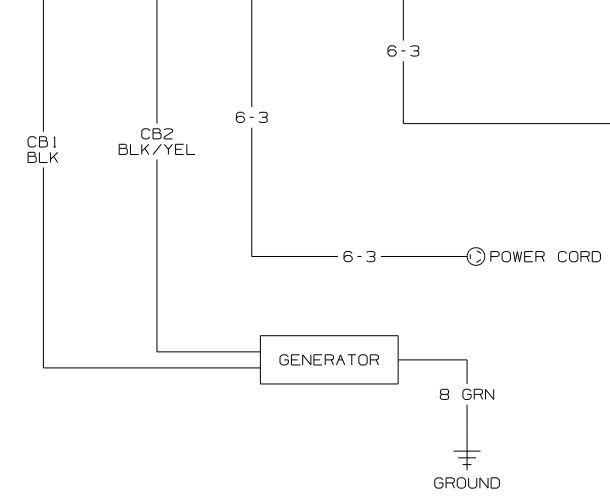 6-3
6-3
CB1
BLK
CB2
BLK/YEL
6-3
POWER CORD
GENERATOR
8 GRN
GROUND